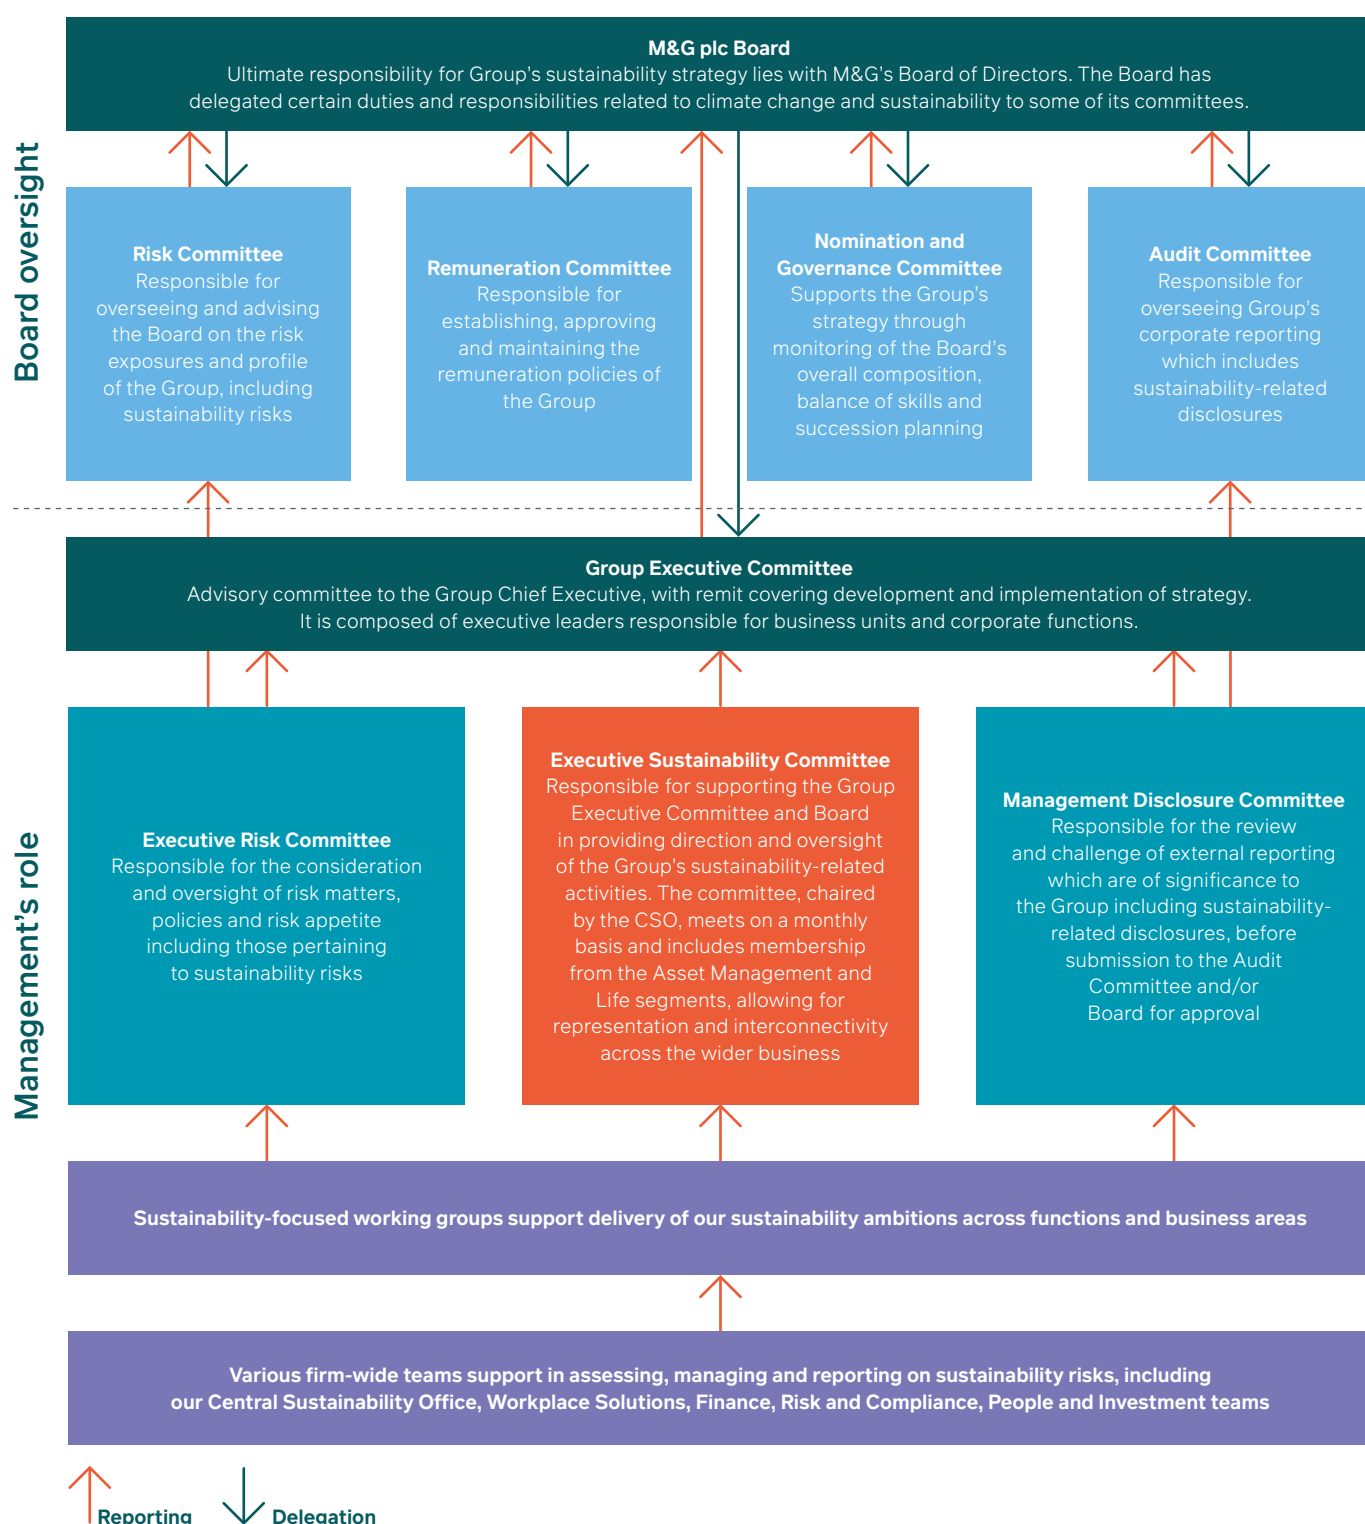 M&G plc Board
Ultimate responsibility for Group's sustainability strategy lies with M&G's Board of Directors. The Board has
delegated certain duties and responsibilities related to climate change and sustainability to some of its committees.
Board oversight
Risk Committee
Responsible for
overseeing and advising
the Board on the risk
exposures and profile
of the Group, including
sustainability risks
Remuneration Committee
Responsible for
establishing, approving
and maintaining the
remuneration policies of
the Group
Nomination and
Governance Committee
Supports the Group's
strategy through
monitoring of the Board's
overall composition,
balance of skills and
succession planning
Audit Committee
Responsible for
overseeing Group's
corporate reporting
which includes
sustainability-related
disclosures
Group Executive Committee
Advisory committee to the Group Chief Executive, with remit covering development and implementation of strategy.
It is composed of executive leaders responsible for business units and corporate functions.
Management's role
Executive Risk Committee
Responsible for the consideration
and oversight of risk matters,
policies and risk appetite
including those pertaining
to sustainability risks
Executive Sustainability Committee
Responsible for supporting the Group
Executive Committee and Board
in providing direction and oversight
of the Group's sustainability-related
activities. The committee, chaired
by the CSO, meets on a monthly
basis and includes membership
from the Asset Management and
Life segments, allowing for
representation and interconnectivity
across the wider business
Management Disclosure Committee
Responsible for the review
and challenge of external reporting
which are of significance to
the Group including sustainability-
related disclosures, before
submission to the Audit
Committee and/or
Board for approval
Sustainability-focused working groups support delivery of our sustainability ambitions across functions and business areas
Various firm-wide teams support in assessing, managing and reporting on sustainability risks, including
our Central Sustainability Office, Workplace Solutions, Finance, Risk and Compliance, People and Investment teams
Reporting
Delegation